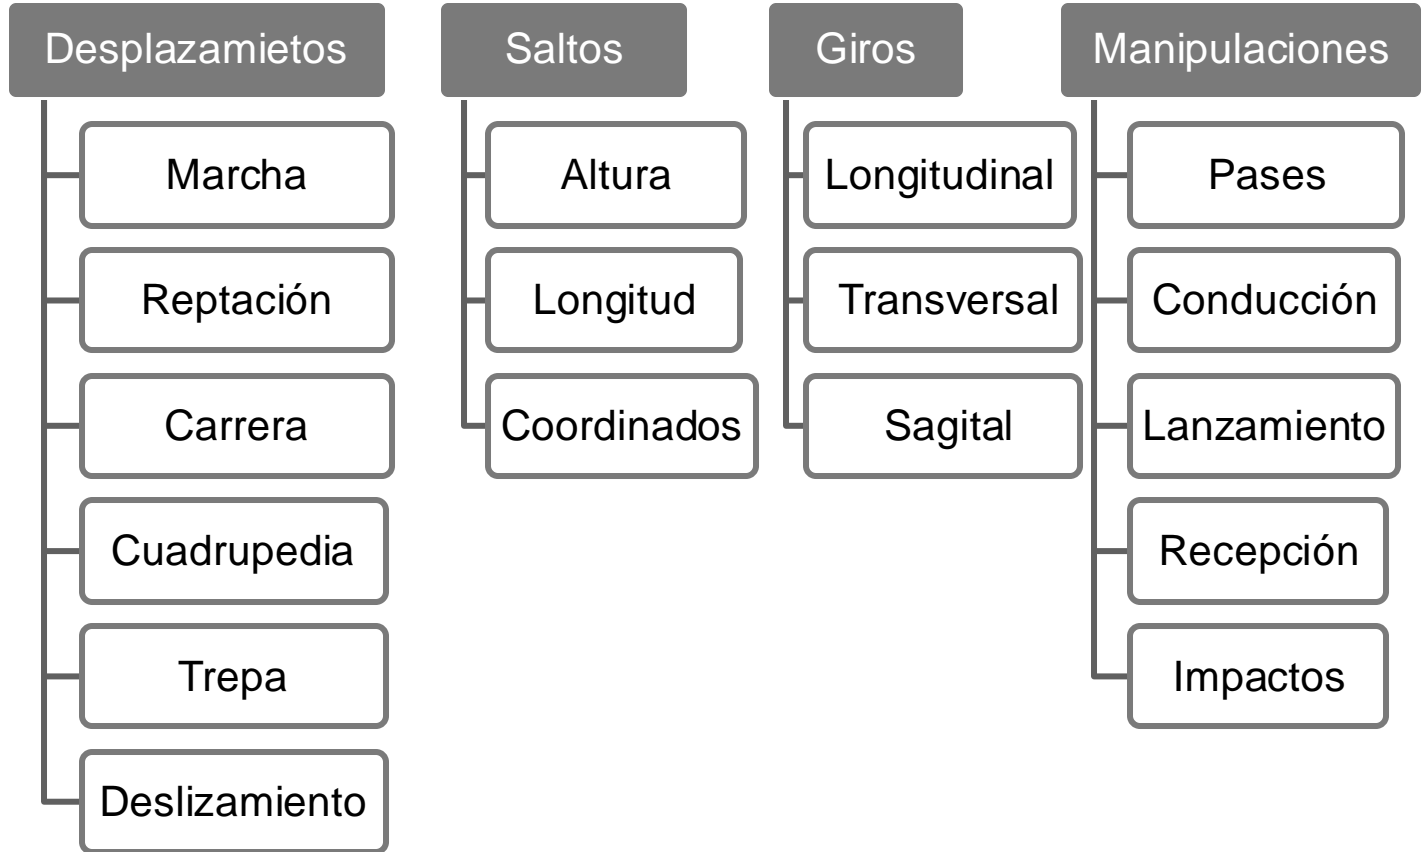 Desplazamietos
Marcha
Reptación
Carrera
Cuadrupedia
Trepa
Deslizamiento
Saltos
Altura
Longitud
Coordinados
Giros
Longitudinal
Transversal
Sagital
Manipulaciones
Pases
Conducción
Lanzamiento
Recepción
Impactos